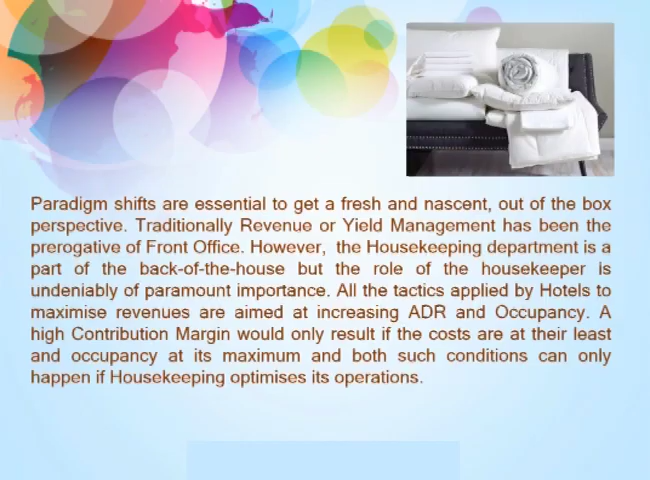 Paradigm shifts are essential to get a fresh and nascent, out of the box
perspective. Traditionally Revenue or Yield Management has been the
prerogative of Front Office. However, the Housekeeping department is a
part of the back-of-the-house but the role of the housekeeper is
undeniably of paramount importance. All the tactics applied by Hotels to
maximise revenues are aimed at increasing ADR and Occupancy. A
high Contribution Margin would only result if the costs are at their least
and occupancy at its maximum and both such conditions can only
happen if Housekeeping optimises its operations.